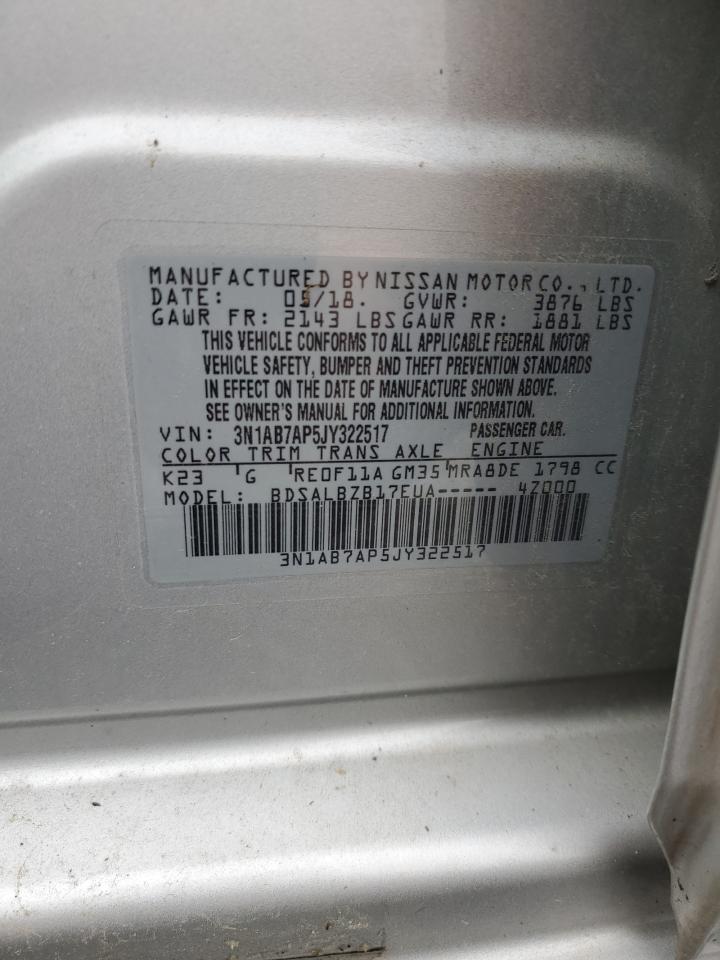 MANUFACTURED BY NISSAN MOTOR CO., LTD.
DATE: 05/18. GVWR: 3876 LBS
GAWR FR: 2143 LBS GAWR RR: 1881 LBS
THIS VEHICLE CONFORMS TO ALL APPLICABLE FEDERAL MOTOR
VEHICLE SAFETY, BUMPER AND THEFT PREVENTION STANDARDS
IN EFFECT ON THE DATE OF MANUFACTURE SHOWN ABOVE.
SEE OWNER'S MANUAL FOR ADDITIONAL INFORMATION.
VIN: 3N1AB7AP5JY322517 PASSENGER CAR.
COLOR TRIM TRANS AXLE ENGINE
K23 G RE0F11A GM35 MRA8DE 1798 CC
MODEL: BDSALBZB17EUA----- 4Z000
3N1AB7AP5JY322517